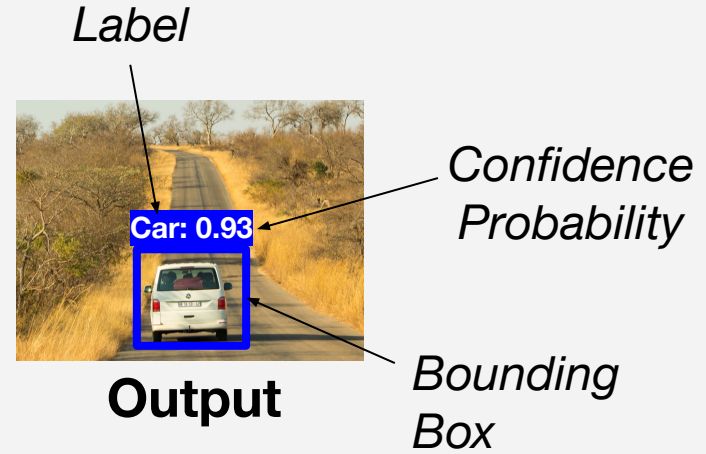 Label
Confidence
Probability
Car: 0.93
Bounding
Box
Output